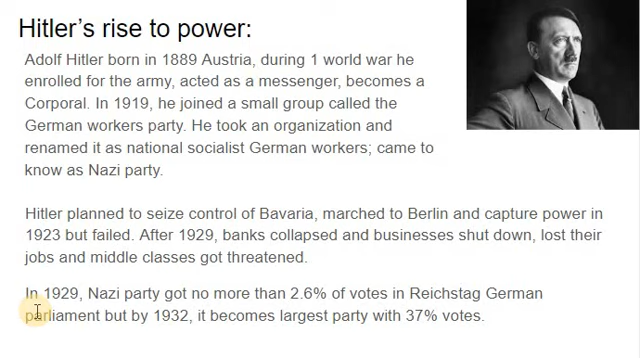 Hitler’s rise to power:
Adolf Hitler born in 1889 Austria, during 1 world war he
enrolled for the army, acted as a messenger, becomes a
Corporal. In 1919, he joined a small group called the
German workers party. He took an organization and
renamed it as national socialist German workers; came to
know as Nazi party.
Hitler planned to seize control of Bavaria, marched to Berlin and capture power in
1923 but failed. After 1929, banks collapsed and businesses shut down, lost their
jobs and middle classes got threatened.
In 1929, Nazi party got no more than 2.6% of votes in Reichstag German
parliament but by 1932, it becomes largest party with 37% votes.